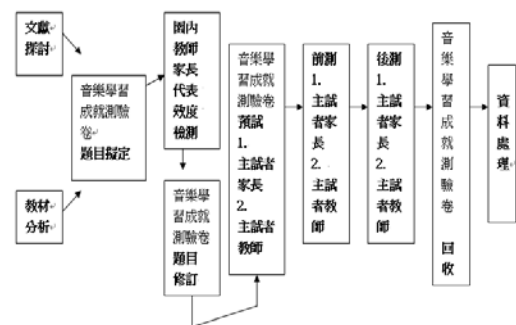 文獻
探討
教材
分析
音樂學習
成就測驗
卷
題目擬定
園內
教師
家長
代表
效度
檢測
音樂學
習成就
測驗卷
題目
修訂
音樂學
習成就
測驗卷
預試
1.
主試者
家長
2.
主試者
教師
前測
1.
主試
者家
長
2.
主試
者教
師
後測
1.
主試
者家
長
2.
主試
者教
師
音
樂
學
習
成
就
測
驗
卷
回
收
資
料
處
理